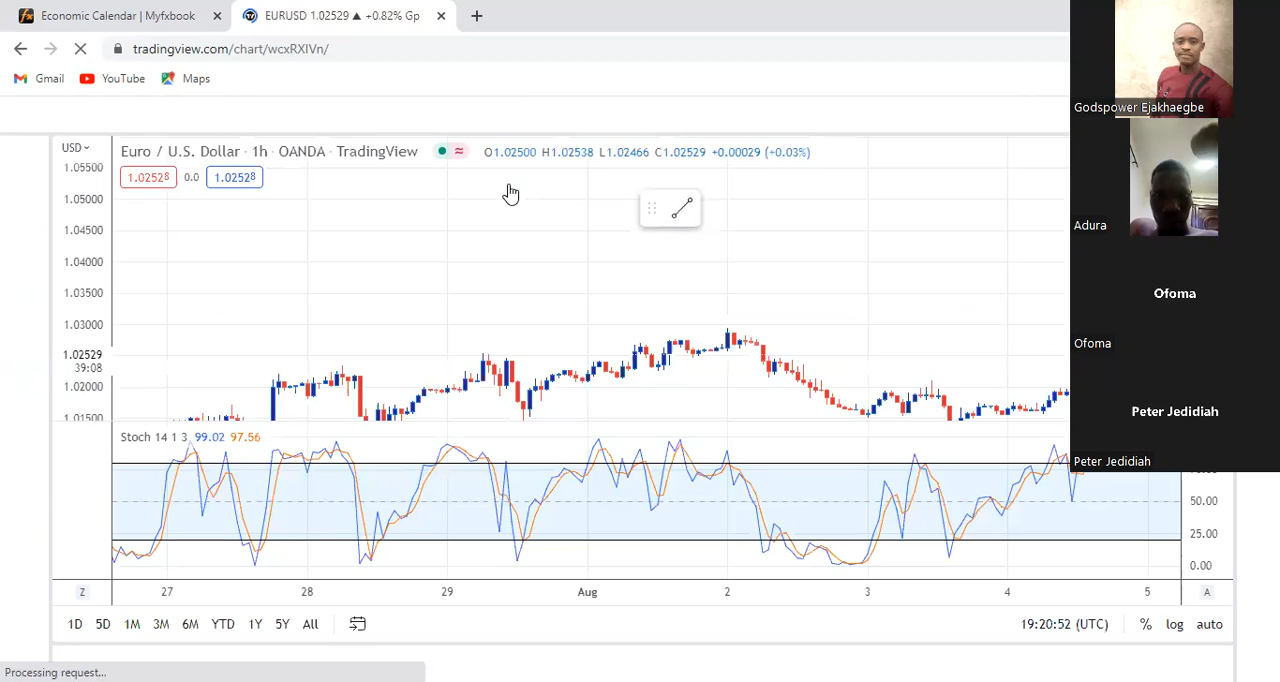 Economic Calendar | Myfxbook
EURUSD 1.02529 ▲ +0.82% Gp
tradingview.com/chart/wcxRXIVn/
Gmail YouTube Maps
USD
Euro / U.S. Dollar · 1h · OANDA · TradingView
O1.02500 H1.02538 L1.02466 C1.02529 +0.00029 (+0.03%)
1.05500
1.02528 0.0 1.02528
1.05000
1.04500
1.04000
1.03500
1.03000
1.02529
39:08
1.02000
1.01500
Stoch 14 1 3 99.02 97.56
50.00
25.00
0.00
Z 27 28 29 Aug 2 3 4 5 A
1D 5D 1M 3M 6M YTD 1Y 5Y All
19:20:52 (UTC) % log auto
Processing request...
Godspower Ejakhaegbe
Adura
Ofoma
Ofoma
Peter Jedidiah
Peter Jedidiah